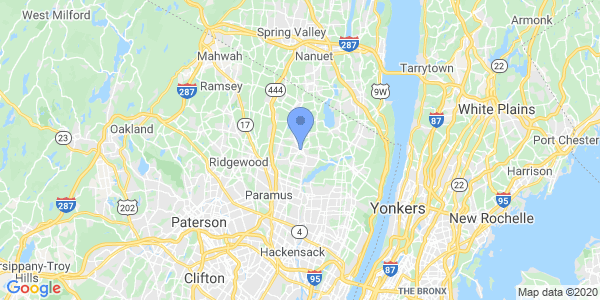 West Milford
Armonk
Spring Valley
287
Nanuet
Mahwah
Tarrytown
22
684
287
Ramsey
444
9W
White Plains
87
17
Oakland
23
Port Chester
Ridgewood
Harrison
22
Paramus
95
287
202
Yonkers
New Rochelle
Paterson
4
Hackensack
Parsippany-Troy
Hills
Clifton
95
87
THE BRONX
Google
Map data ©2020